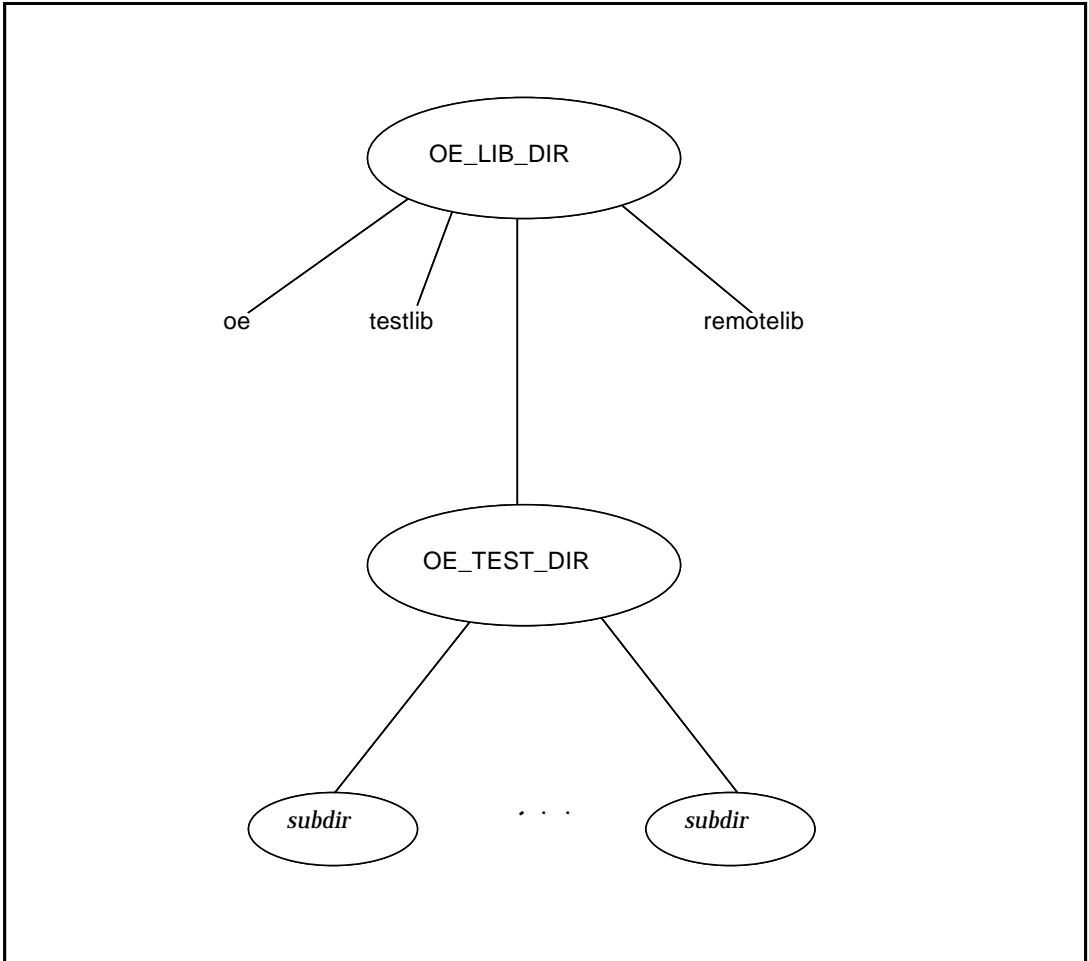 OE_LIB_DIR
oe testlib remotelib
OE_TEST_DIR
subdir . . . subdir